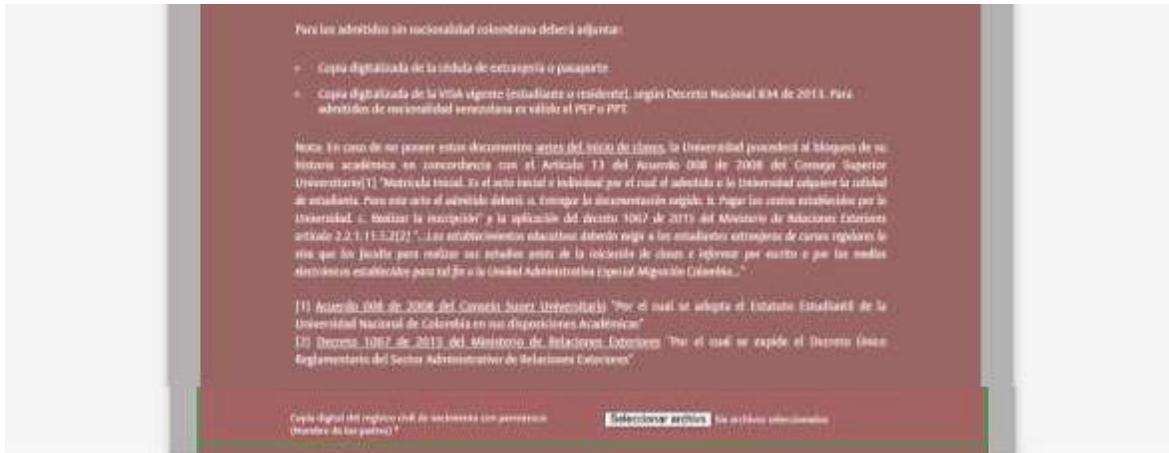 Para los admitidos sin nacionalidad colombiana deberá adjuntar:
• Copia digitalizada de la cédula de extranjería o pasaporte
• Copia digitalizada de la VISA vigente (estudiante o residente), según Decreto Nacional 834 de 2013. Para
admitidos de nacionalidad venezolana es válido el PEP o PPT.
Nota: En caso de no poseer estos documentos antes del inicio de clases, la Universidad procederá al bloqueo de su
historia académica en concordancia con el Artículo 13 del Acuerdo 008 de 2008 del Consejo Superior
Universitario[1] "Matrícula Inicial. Es el acto inicial e individual por el cual el admitido a la Universidad adquiere la calidad
de estudiante. Para este acto el admitido deberá: a. Entregar la documentación exigida. b. Pagar los costos establecidos por la
Universidad. c. Realizar la inscripción" y la aplicación del decreto 1067 de 2015 del Ministerio de Relaciones Exteriores
artículo 2.2.1.11.5.2[2] "...Los establecimientos educativos deberán exigir a los estudiantes extranjeros de cursos regulares la
visa que los faculte para realizar sus estudios antes de la iniciación de clases e informar por escrito o por los medios
electrónicos establecidos para tal fin a la Unidad Administrativa Especial Migración Colombia..."
[1] Acuerdo 008 de 2008 del Consejo Super Universitario "Por el cual se adopta el Estatuto Estudiantil de la
Universidad Nacional de Colombia en sus disposiciones Académicas"
[2] Decreto 1067 de 2015 del Ministerio de Relaciones Exteriores "Por el cual se expide el Decreto Único
Reglamentario del Sector Administrativo de Relaciones Exteriores"
Copia digital del registro civil de nacimiento con parentesco
(Nombre de los padres) * Seleccionar archivo Sin archivos seleccionados